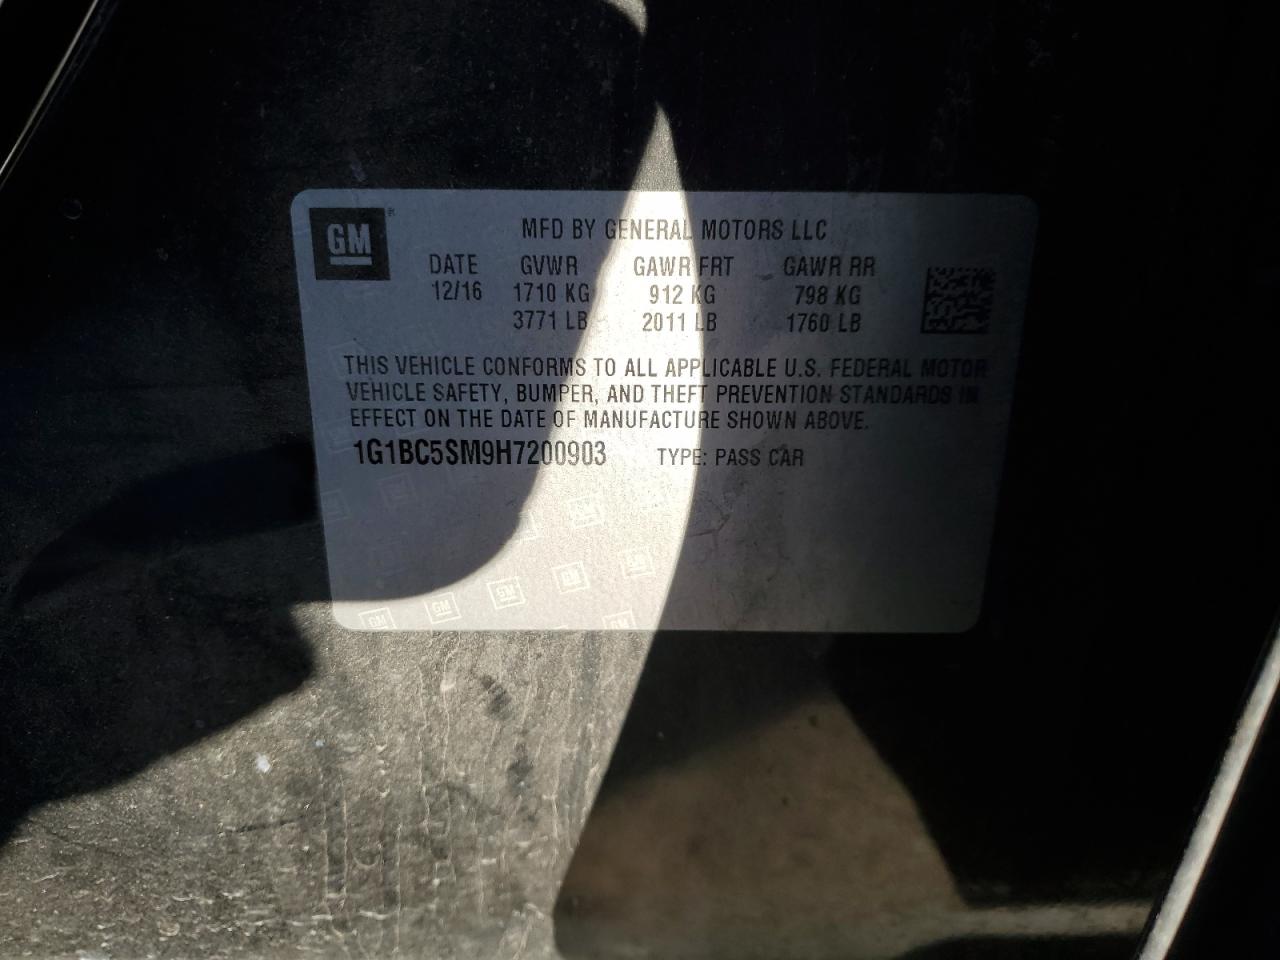 GM
MFD BY GENERAL MOTORS LLC
DATE GVWR GAWR FRT GAWR RR
12/16 1710 KG 912 KG 798 KG
3771 LB 2011 LB 1760 LB
THIS VEHICLE CONFORMS TO ALL APPLICABLE U.S. FEDERAL MOTOR
VEHICLE SAFETY, BUMPER, AND THEFT PREVENTION STANDARDS IN
EFFECT ON THE DATE OF MANUFACTURE SHOWN ABOVE.
1G1BC5SM9H7200903 TYPE: PASS CAR